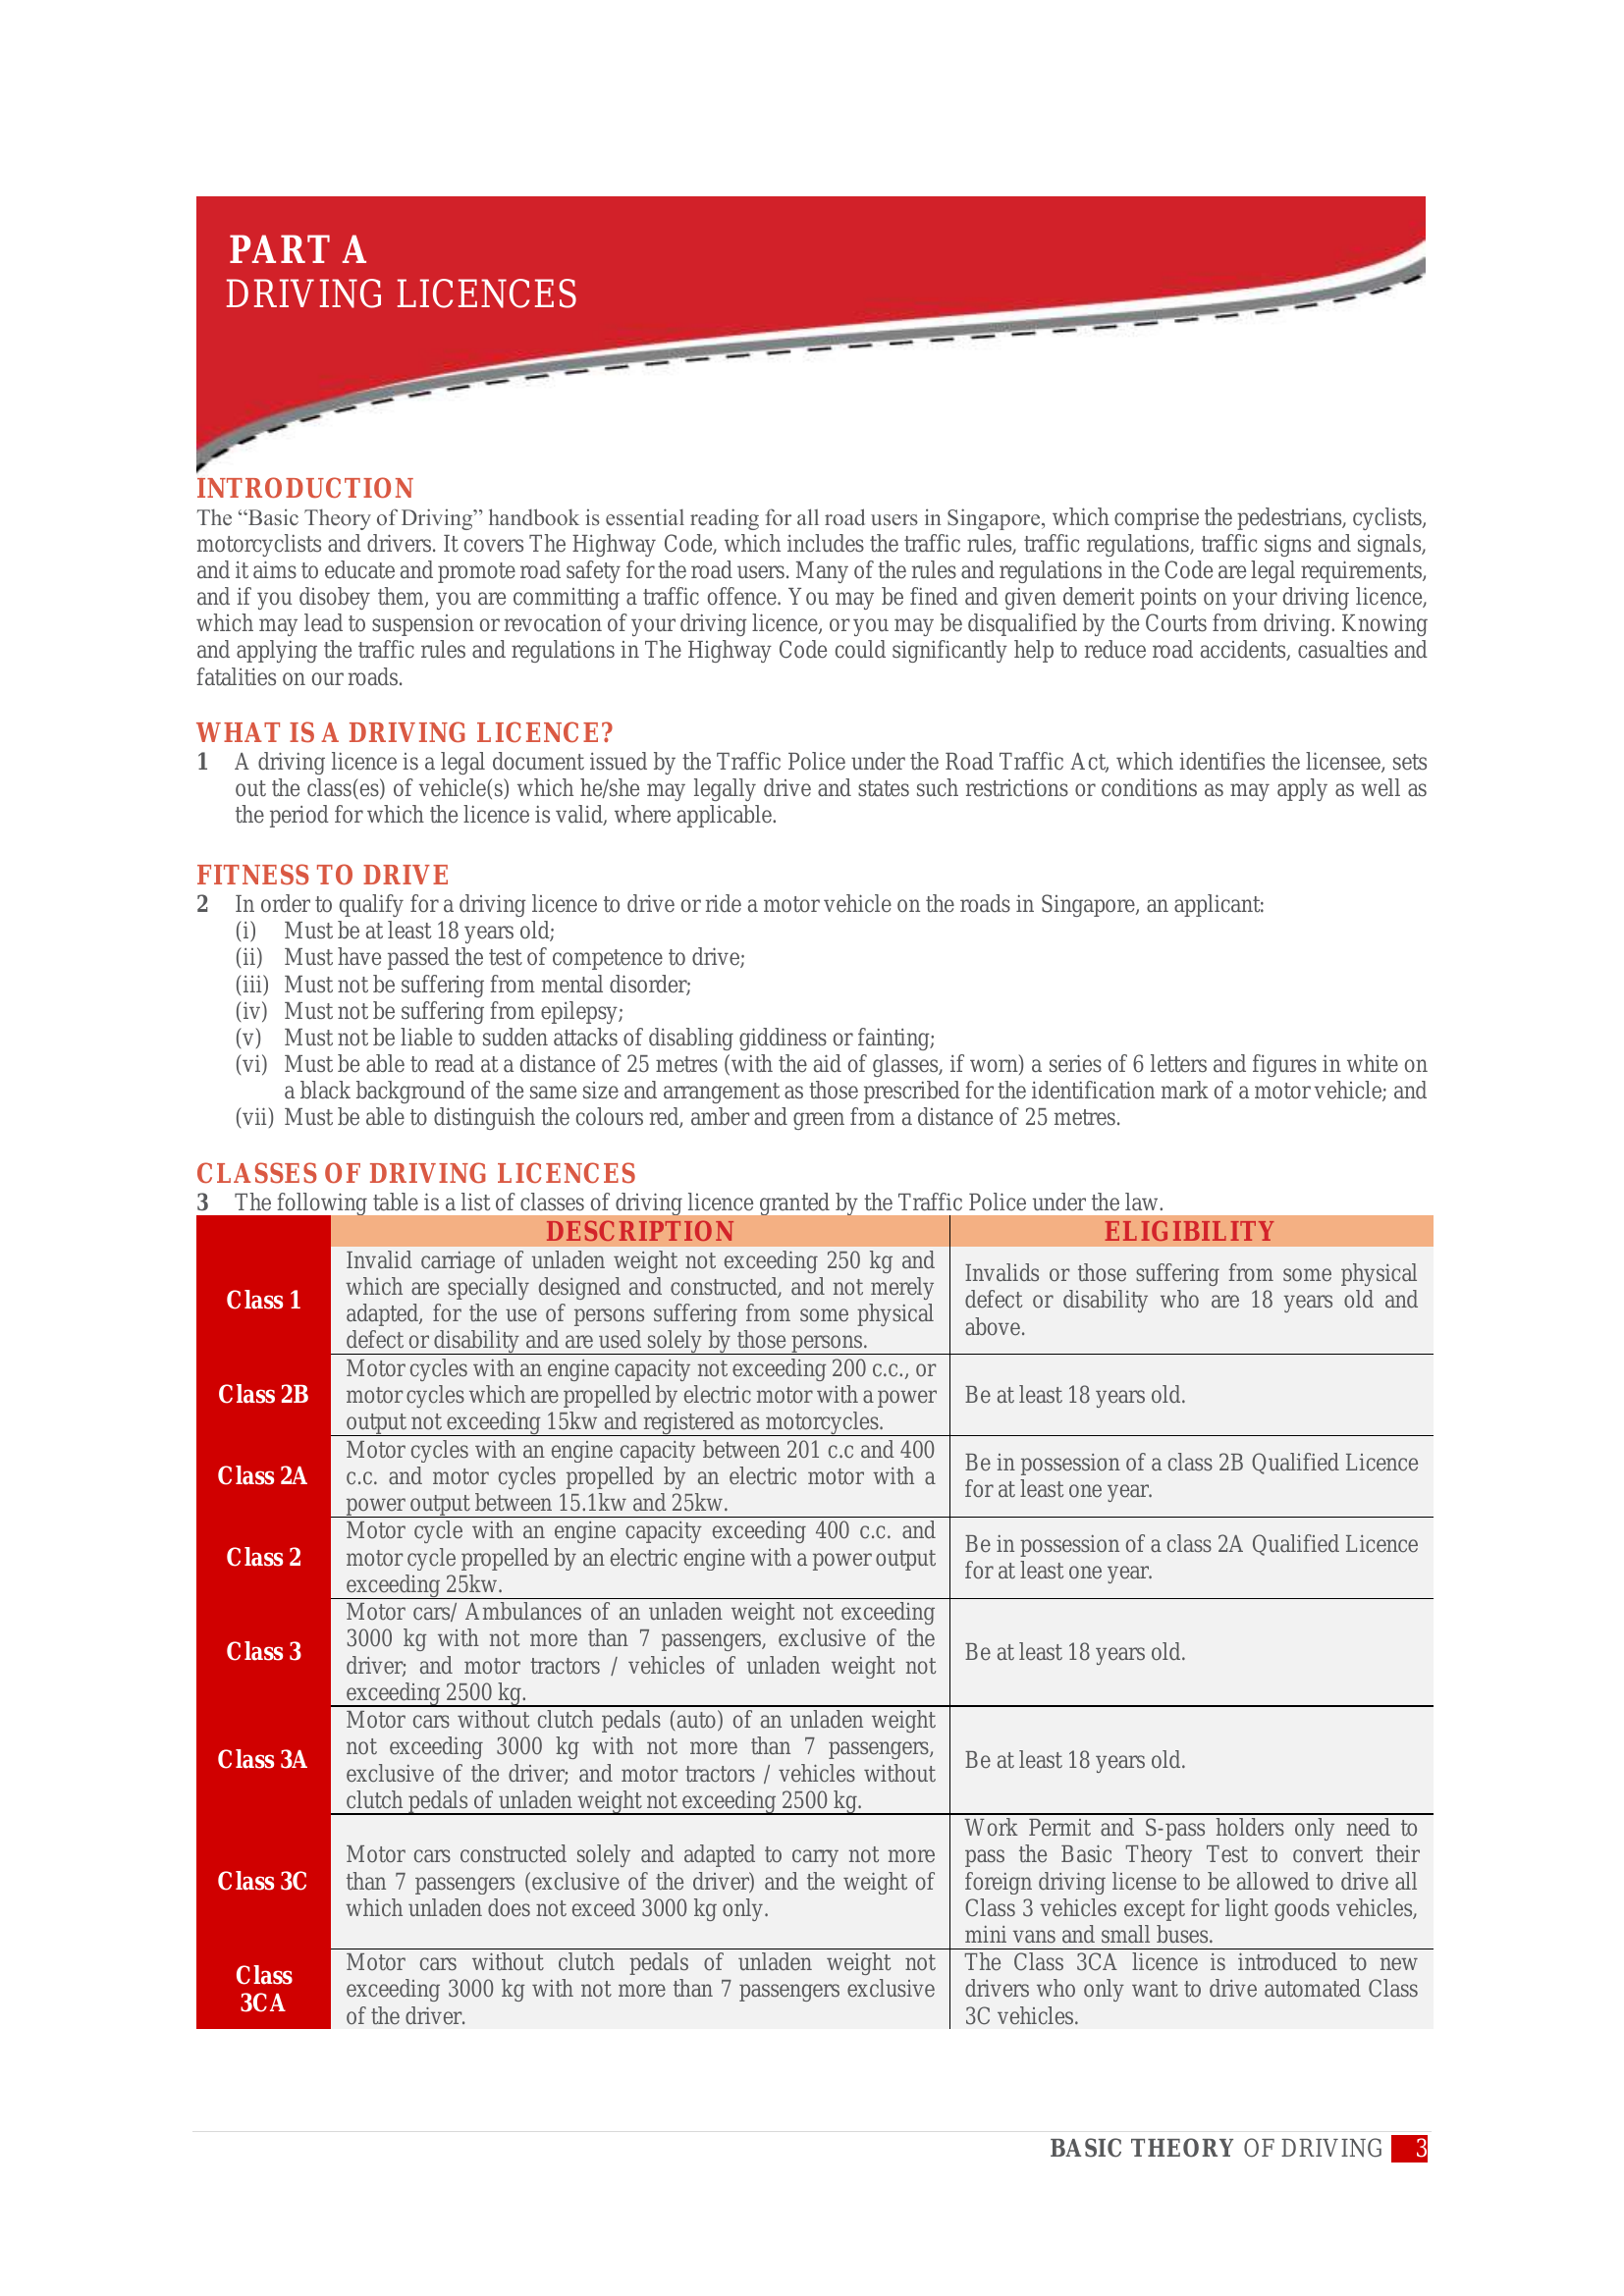 PART A
DRIVING LICENCES
INTRODUCTION
The “Basic Theory of Driving” handbook is essential reading for all road users in Singapore, which comprise the pedestrians, cyclists,
motorcyclists and drivers. It covers The Highway Code, which includes the traffic rules, traffic regulations, traffic signs and signals,
and it aims to educate and promote road safety for the road users. Many of the rules and regulations in the Code are legal requirements,
and if you disobey them, you are committing a traffic offence. You may be fined and given demerit points on your driving licence,
which may lead to suspension or revocation of your driving licence, or you may be disqualified by the Courts from driving. Knowing
and applying the traffic rules and regulations in The Highway Code could significantly help to reduce road accidents, casualties and
fatalities on our roads.
WHAT IS A DRIVING LICENCE?
1 A driving licence is a legal document issued by the Traffic Police under the Road Traffic Act, which identifies the licensee, sets
out the class(es) of vehicle(s) which he/she may legally drive and states such restrictions or conditions as may apply as well as
the period for which the licence is valid, where applicable.
FITNESS TO DRIVE
2 In order to qualify for a driving licence to drive or ride a motor vehicle on the roads in Singapore, an applicant:
(i) Must be at least 18 years old;
(ii) Must have passed the test of competence to drive;
(iii) Must not be suffering from mental disorder;
(iv) Must not be suffering from epilepsy;
(v) Must not be liable to sudden attacks of disabling giddiness or fainting;
(vi) Must be able to read at a distance of 25 metres (with the aid of glasses, if worn) a series of 6 letters and figures in white on
a black background of the same size and arrangement as those prescribed for the identification mark of a motor vehicle; and
(vii) Must be able to distinguish the colours red, amber and green from a distance of 25 metres.
CLASSES OF DRIVING LICENCES
3 The following table is a list of classes of driving licence granted by the Traffic Police under the law.
DESCRIPTION
ELIGIBILITY
Class 1
Invalid carriage of unladen weight not exceeding 250 kg and
which are specially designed and constructed, and not merely
adapted, for the use of persons suffering from some physical
defect or disability and are used solely by those persons.
Invalids or those suffering from some physical
defect or disability who are 18 years old and
above.
Class 2B
Motor cycles with an engine capacity not exceeding 200 c.c., or
motor cycles which are propelled by electric motor with a power
output not exceeding 15kw and registered as motorcycles.
Be at least 18 years old.
Class 2A
Motor cycles with an engine capacity between 201 c.c and 400
c.c. and motor cycles propelled by an electric motor with a
power output between 15.1kw and 25kw.
Be in possession of a class 2B Qualified Licence
for at least one year.
Class 2
Motor cycle with an engine capacity exceeding 400 c.c. and
motor cycle propelled by an electric engine with a power output
exceeding 25kw.
Be in possession of a class 2A Qualified Licence
for at least one year.
Class 3
Motor cars/ Ambulances of an unladen weight not exceeding
3000 kg with not more than 7 passengers, exclusive of the
driver; and motor tractors / vehicles of unladen weight not
exceeding 2500 kg.
Be at least 18 years old.
Class 3A
Motor cars without clutch pedals (auto) of an unladen weight
not exceeding 3000 kg with not more than 7 passengers,
exclusive of the driver; and motor tractors / vehicles without
clutch pedals of unladen weight not exceeding 2500 kg.
Be at least 18 years old.
Class 3C
Motor cars constructed solely and adapted to carry not more
than 7 passengers (exclusive of the driver) and the weight of
which unladen does not exceed 3000 kg only.
Work Permit and S-pass holders only need to
pass the Basic Theory Test to convert their
foreign driving license to be allowed to drive all
Class 3 vehicles except for light goods vehicles,
mini vans and small buses.
Class
3CA
Motor cars without clutch pedals of unladen weight not
exceeding 3000 kg with not more than 7 passengers exclusive
of the driver.
The Class 3CA licence is introduced to new
drivers who only want to drive automated Class
3C vehicles.
BASIC THEORY OF DRIVING 3